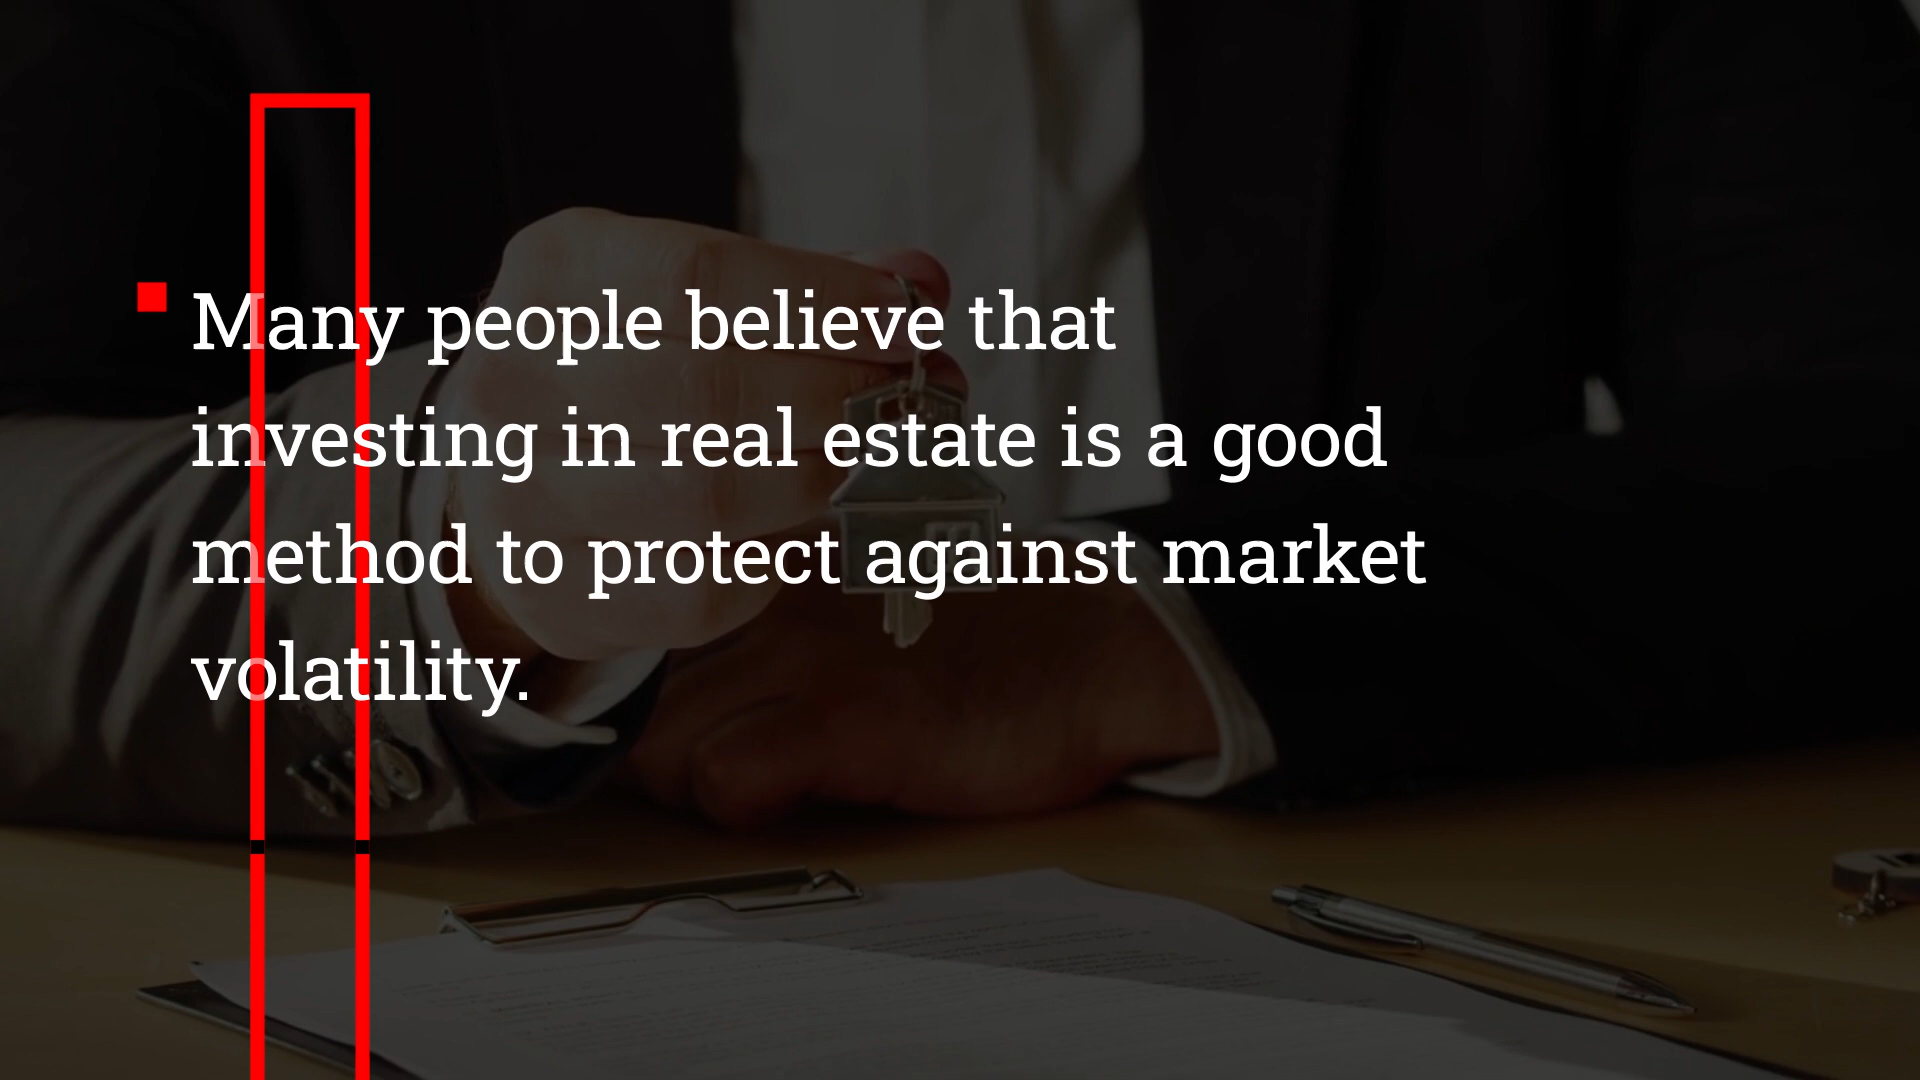 Many people believe that
investing in real estate is a good
method to protect against market
volatility.